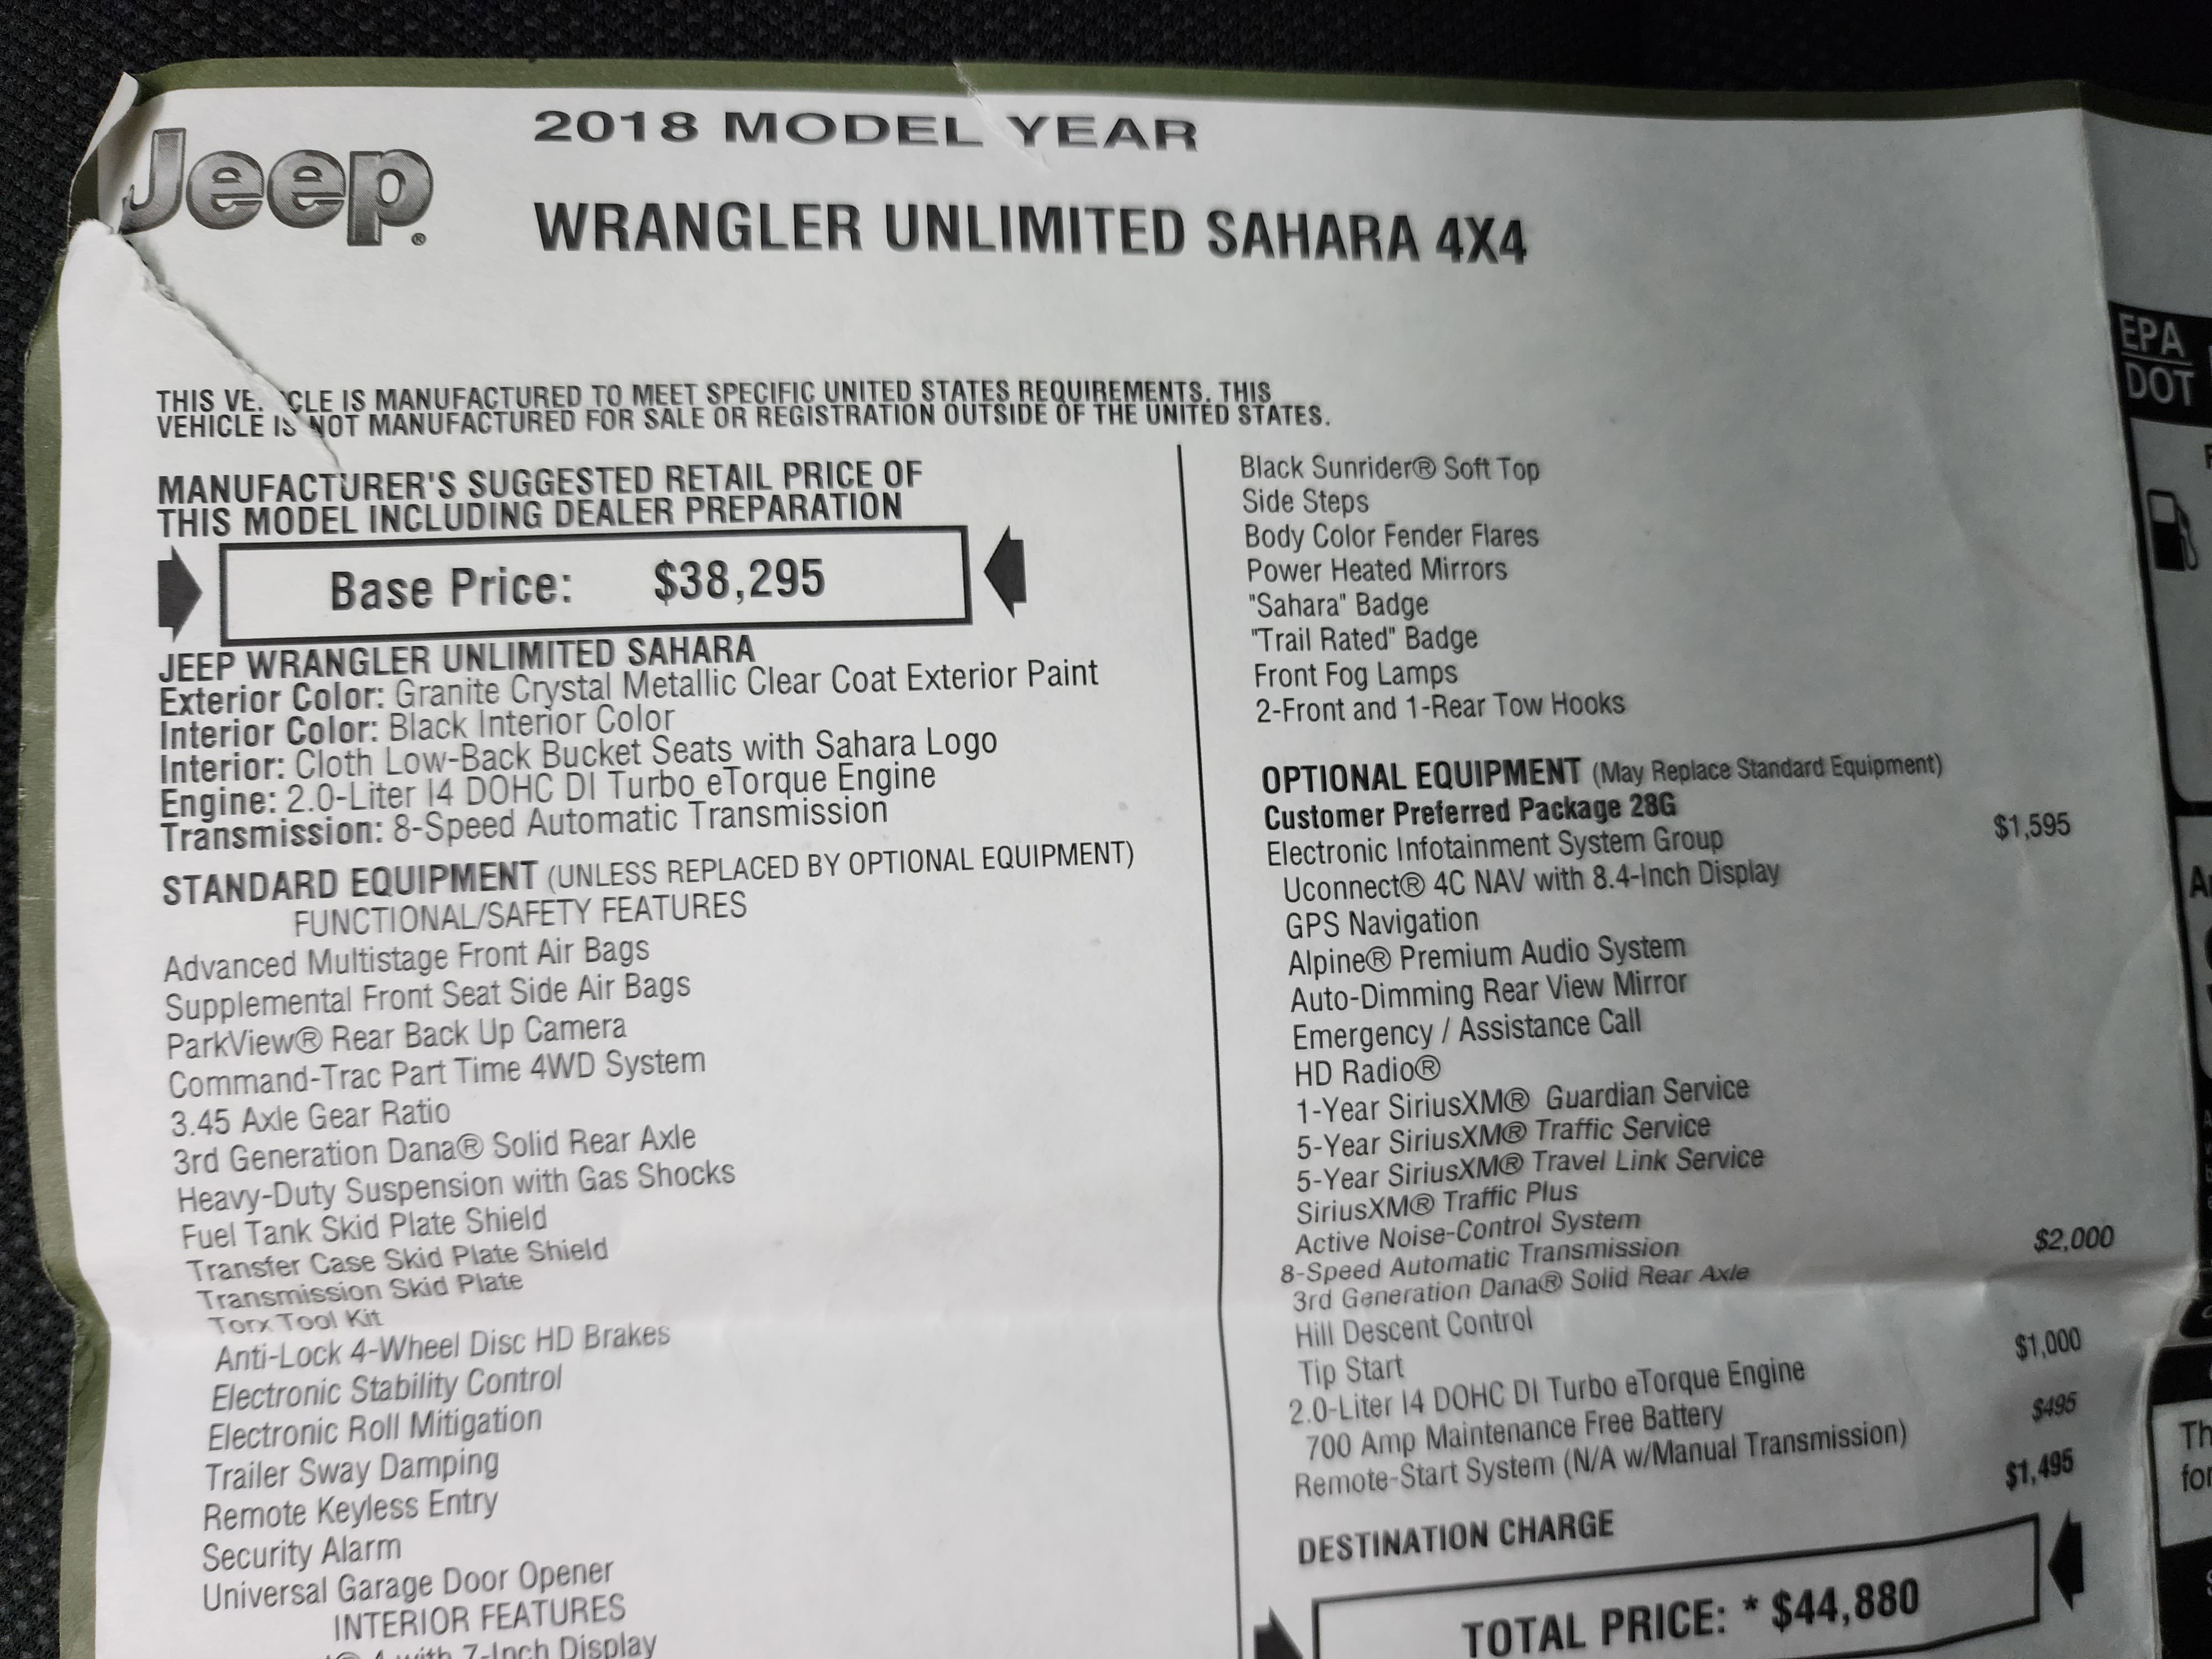 Jeep®
2018 MODEL YEAR
WRANGLER UNLIMITED SAHARA 4X4
THIS VE CLE IS MANUFACTURED TO MEET SPECIFIC UNITED STATES REQUIREMENTS. THIS
VEHICLE IS NOT MANUFACTURED FOR SALE OR REGISTRATION OUTSIDE OF THE UNITED STATES.
MANUFACTURER'S SUGGESTED RETAIL PRICE OF
THIS MODEL INCLUDING DEALER PREPARATION
Base Price: $38,295
JEEP WRANGLER UNLIMITED SAHARA
Exterior Color: Granite Crystal Metallic Clear Coat Exterior Paint
Interior Color: Black Interior Color
Interior: Cloth Low-Back Bucket Seats with Sahara Logo
Engine: 2.0-Liter I4 DOHC DI Turbo eTorque Engine
Transmission: 8-Speed Automatic Transmission
STANDARD EQUIPMENT (UNLESS REPLACED BY OPTIONAL EQUIPMENT)
FUNCTIONAL/SAFETY FEATURES
Advanced Multistage Front Air Bags
Supplemental Front Seat Side Air Bags
ParkView® Rear Back Up Camera
Command-Trac Part Time 4WD System
3.45 Axle Gear Ratio
3rd Generation Dana® Solid Rear Axle
Heavy-Duty Suspension with Gas Shocks
Fuel Tank Skid Plate Shield
Transfer Case Skid Plate Shield
Transmission Skid Plate
Torx Tool Kit
Anti-Lock 4-Wheel Disc HD Brakes
Electronic Stability Control
Electronic Roll Mitigation
Trailer Sway Damping
Remote Keyless Entry
Security Alarm
Universal Garage Door Opener
INTERIOR FEATURES
4 with 7-Inch Display
Black Sunrider® Soft Top
Side Steps
Body Color Fender Flares
Power Heated Mirrors
"Sahara" Badge
"Trail Rated" Badge
Front Fog Lamps
2-Front and 1-Rear Tow Hooks
OPTIONAL EQUIPMENT (May Replace Standard Equipment)
Customer Preferred Package 28G
Electronic Infotainment System Group $1,595
Uconnect® 4C NAV with 8.4-Inch Display
GPS Navigation
Alpine® Premium Audio System
Auto-Dimming Rear View Mirror
Emergency / Assistance Call
HD Radio®
1-Year SiriusXM® Guardian Service
5-Year SiriusXM® Traffic Service
5-Year SiriusXM® Travel Link Service
SiriusXM® Traffic Plus
Active Noise-Control System
8-Speed Automatic Transmission $2,000
3rd Generation Dana® Solid Rear Axle
Hill Descent Control
Tip Start
2.0-Liter I4 DOHC DI Turbo eTorque Engine $1,000
700 Amp Maintenance Free Battery
Remote-Start System (N/A w/Manual Transmission) $495
DESTINATION CHARGE $1,495
TOTAL PRICE: * $44,880
EPA
DOT